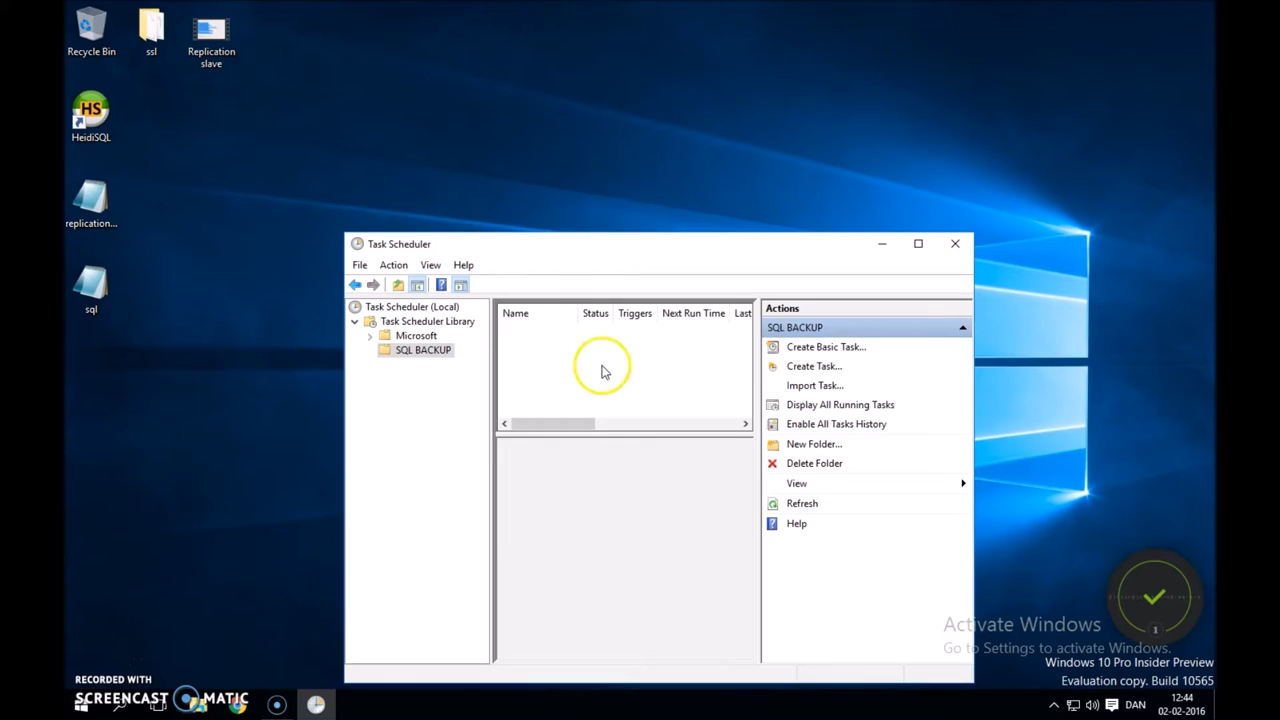 Recycle Bin
ssl
Replication
slave
HS
HeidiSQL
replication...
sql
Task Scheduler
File
Action
View
Help
Task Scheduler (Local)
Task Scheduler Library
Microsoft
SQL BACKUP
Name
Status
Triggers
Next Run Time
Last
Actions
SQL BACKUP
Create Basic Task...
Create Task...
Import Task...
Display All Running Tasks
Enable All Tasks History
New Folder...
Delete Folder
View
Refresh
Help
1
Activate Windows
Go to Settings to activate Windows.
Windows 10 Pro Insider Preview
Evaluation copy. Build 10565
RECORDED WITH
SCREENCAST MATIC
DAN
12:44
02-02-2016